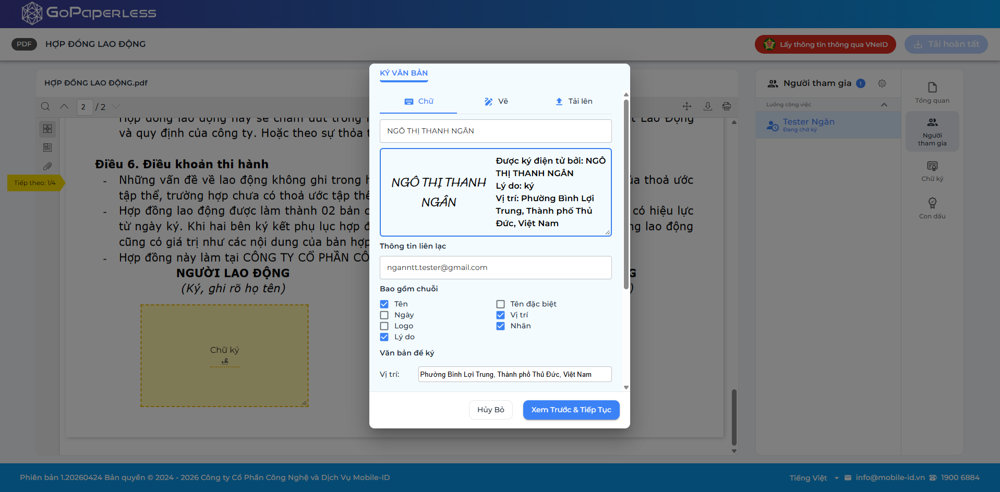 GoPaperless
PDF
HỢP ĐỒNG LAO ĐỘNG
Lấy thông tin thông qua VNeID
Tải hoàn tất
HỢP ĐỒNG LAO ĐỘNG.pdf
2 / 2
và quy định của công ty. Hoặc theo sự thỏa t
Điều 6. Điều khoản thi hành
- Những vấn đề về lao động không ghi trong h
ủa thoả ước
tập thể, trường hợp chưa có thoả ước tập thể
- Hợp đồng lao động được làm thành 02 bản c
có hiệu lực
từ ngày ký. Khi hai bên ký kết phụ lục hợp đ
ng lao động
cũng có giá trị như các nội dung của bản hợp
- Hợp đồng này làm tại CÔNG TY CỔ PHẦN CÔ
NGƯỜI LAO ĐỘNG
(Ký, ghi rõ họ tên)
Tiếp theo: 1/4
Chữ ký
KÝ VĂN BẢN
Chữ
Vẽ
Tải lên
NGÔ THỊ THANH NGÂN
NGÔ THỊ THANH
NGÂN
Được ký điện tử bởi: NGÔ
THỊ THANH NGÂN
Lý do: ký
Vị trí: Phường Bình Lợi
Trung, Thành phố Thủ
Đức, Việt Nam
Thông tin liên lạc
nganntt.tester@gmail.com
Bao gồm chuỗi
Tên
Tên đặc biệt
Ngày
Vị trí
Logo
Nhãn
Lý do
Văn bản để ký
Vị trí:
Phường Bình Lợi Trung, Thành phố Thủ Đức, Việt Nam
Hủy Bỏ
Xem Trước & Tiếp Tục
Người tham gia 1
Luồng công việc
Tester Ngân
Đang chờ ký
Tổng quan
Người
tham gia
Chữ ký
Con dấu
Phiên bản 1.20260424 Bản quyền © 2024 - 2026 Công ty Cổ Phần Công Nghệ và Dịch Vụ Mobile-ID
Tiếng Việt
info@mobile-id.vn
1900 6884